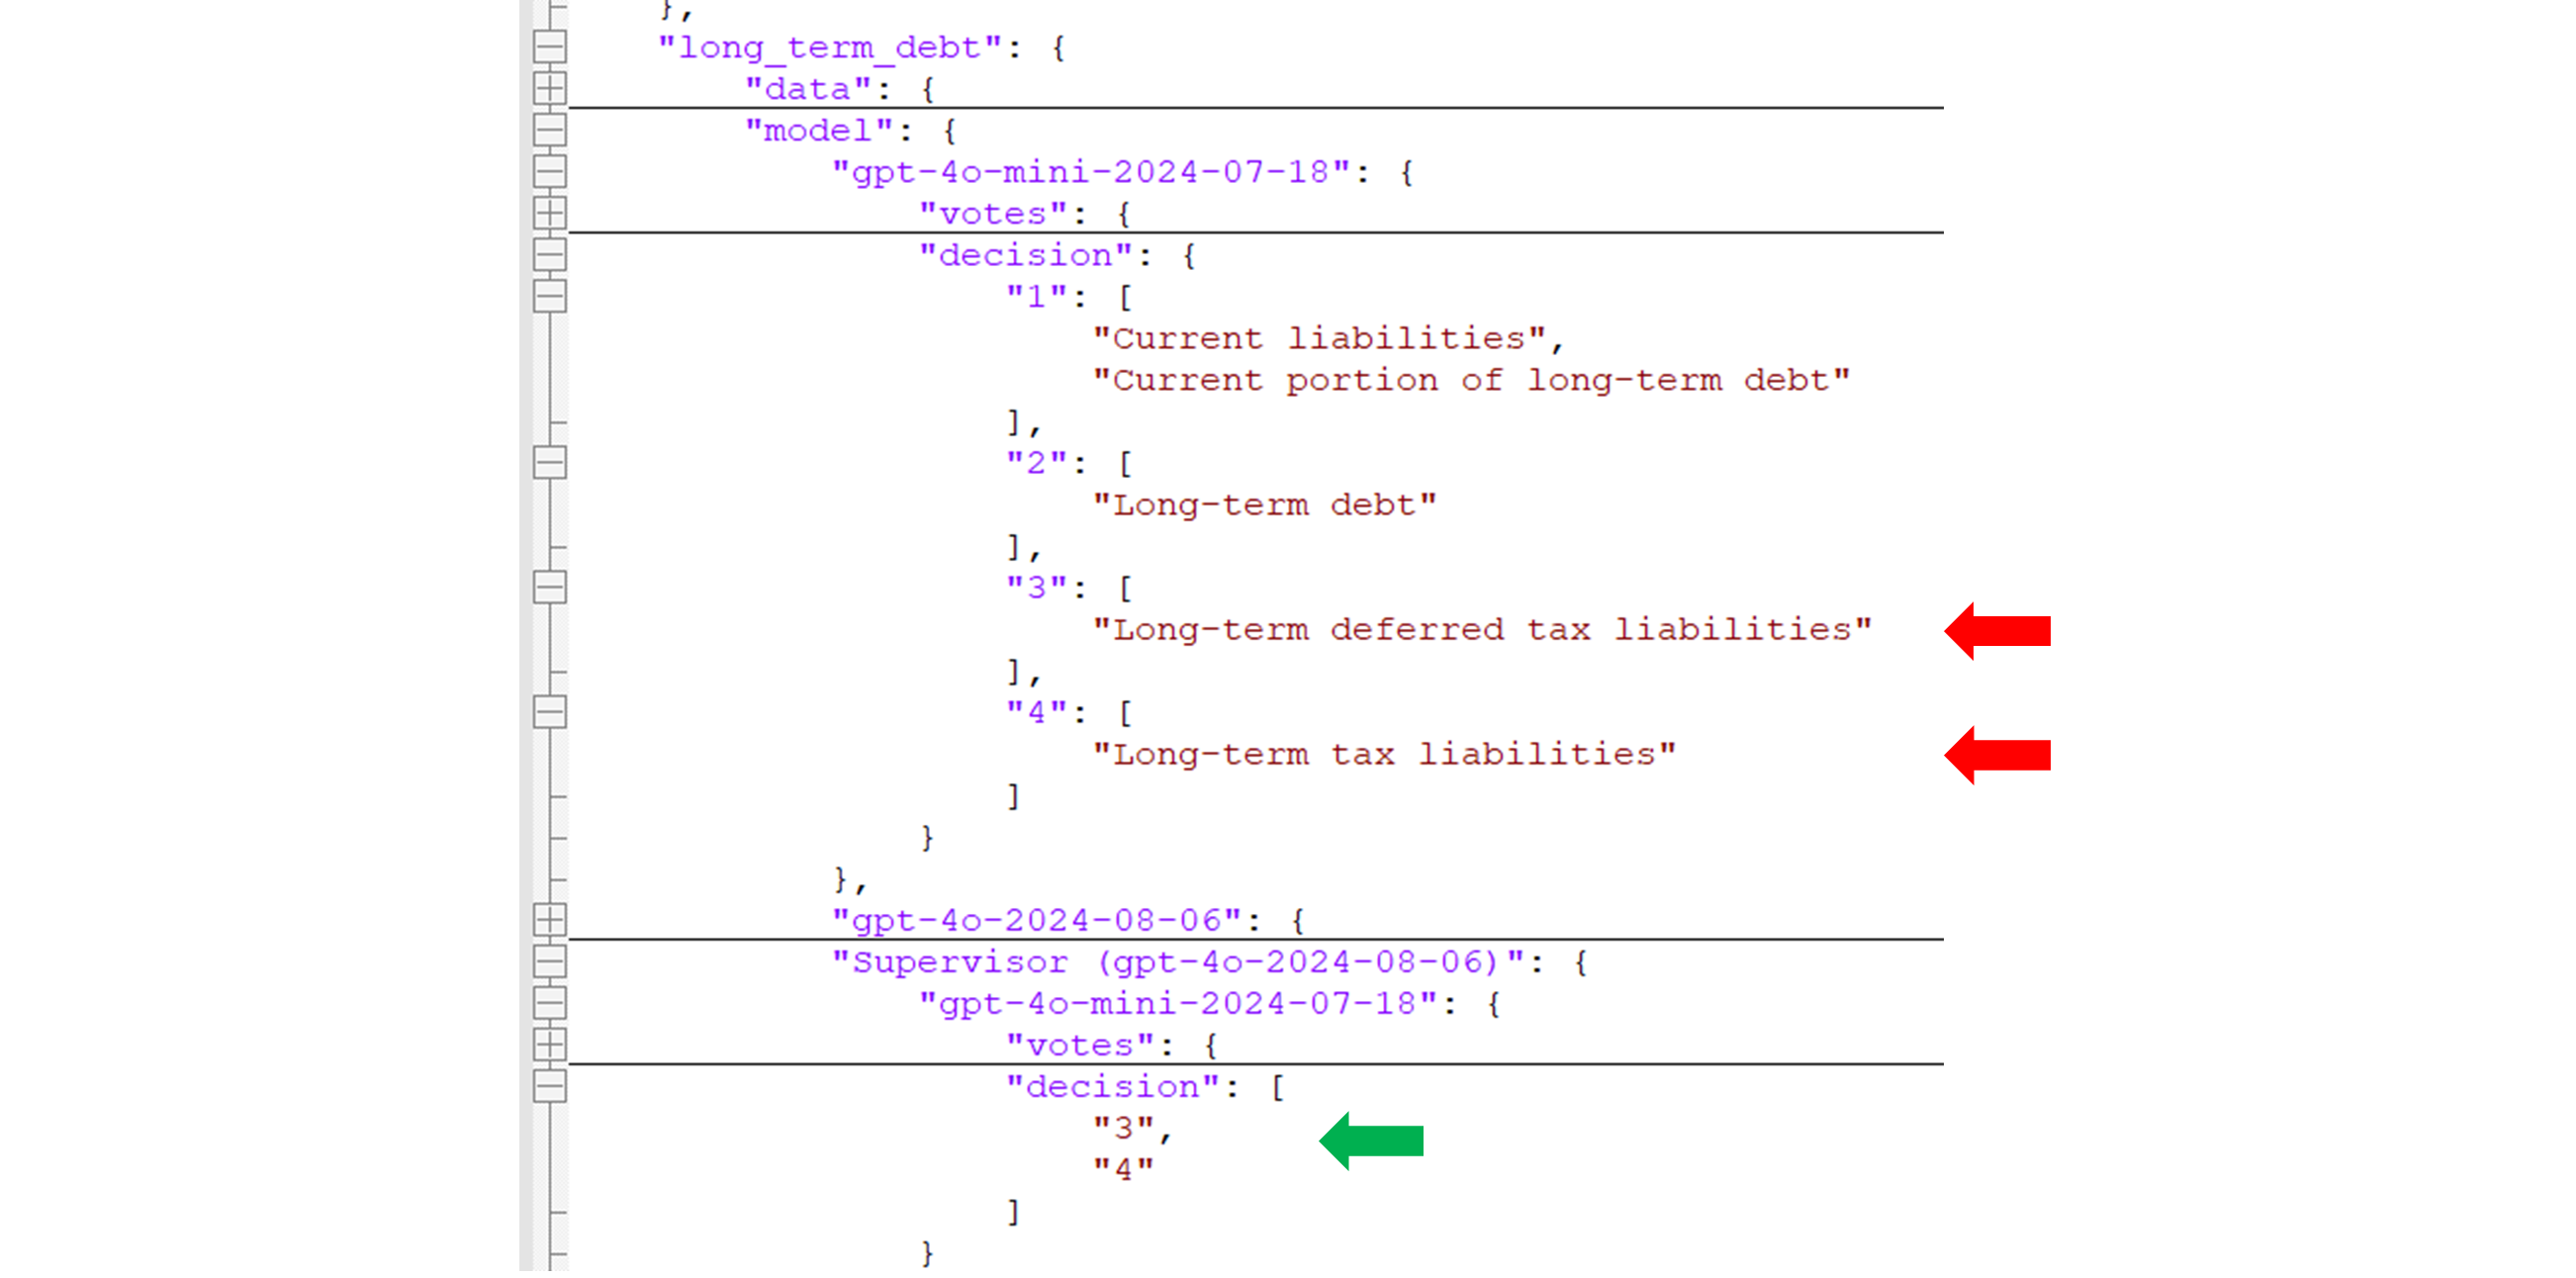 },
"long_term_debt": {
"data": {
"model": {
"gpt-4o-mini-2024-07-18": {
"votes": {
"decision": {
"1": [
"Current liabilities",
"Current portion of long-term debt"
],
"2": [
"Long-term debt"
],
"3": [
"Long-term deferred tax liabilities"
],
"4": [
"Long-term tax liabilities"
]
}
},
"gpt-4o-2024-08-06": {
"Supervisor (gpt-4o-2024-08-06)": {
"gpt-4o-mini-2024-07-18": {
"votes": {
"decision": [
"3",
"4"
]
}